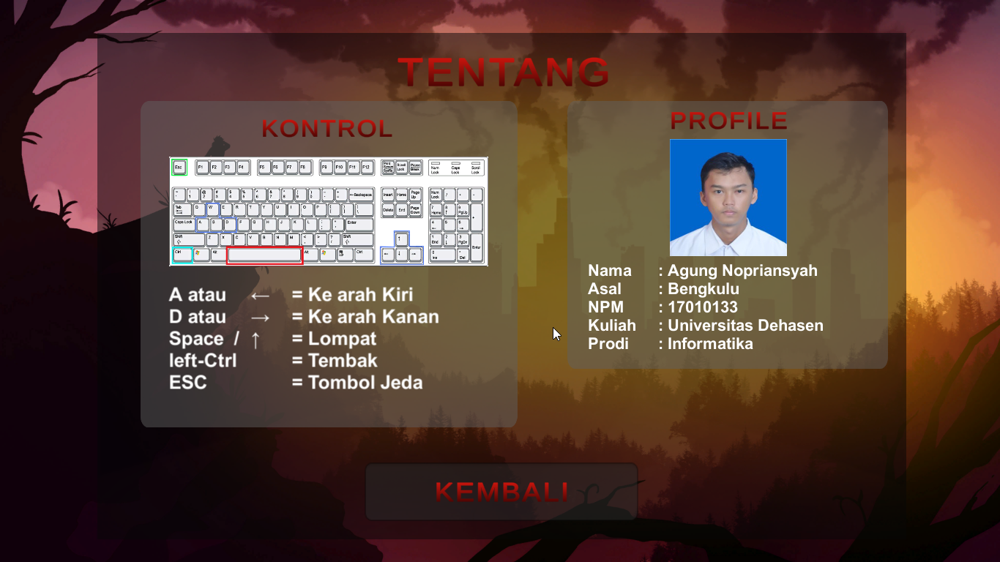 TENTANG
KONTROL
A atau ← = Ke arah Kiri
D atau → = Ke arah Kanan
Space / ↑ = Lompat
left-Ctrl = Tembak
ESC = Tombol Jeda
PROFILE
Nama : Agung Nopriansyah
Asal : Bengkulu
NPM : 17010133
Kuliah : Universitas Dehasen
Prodi : Informatika
KEMBALI